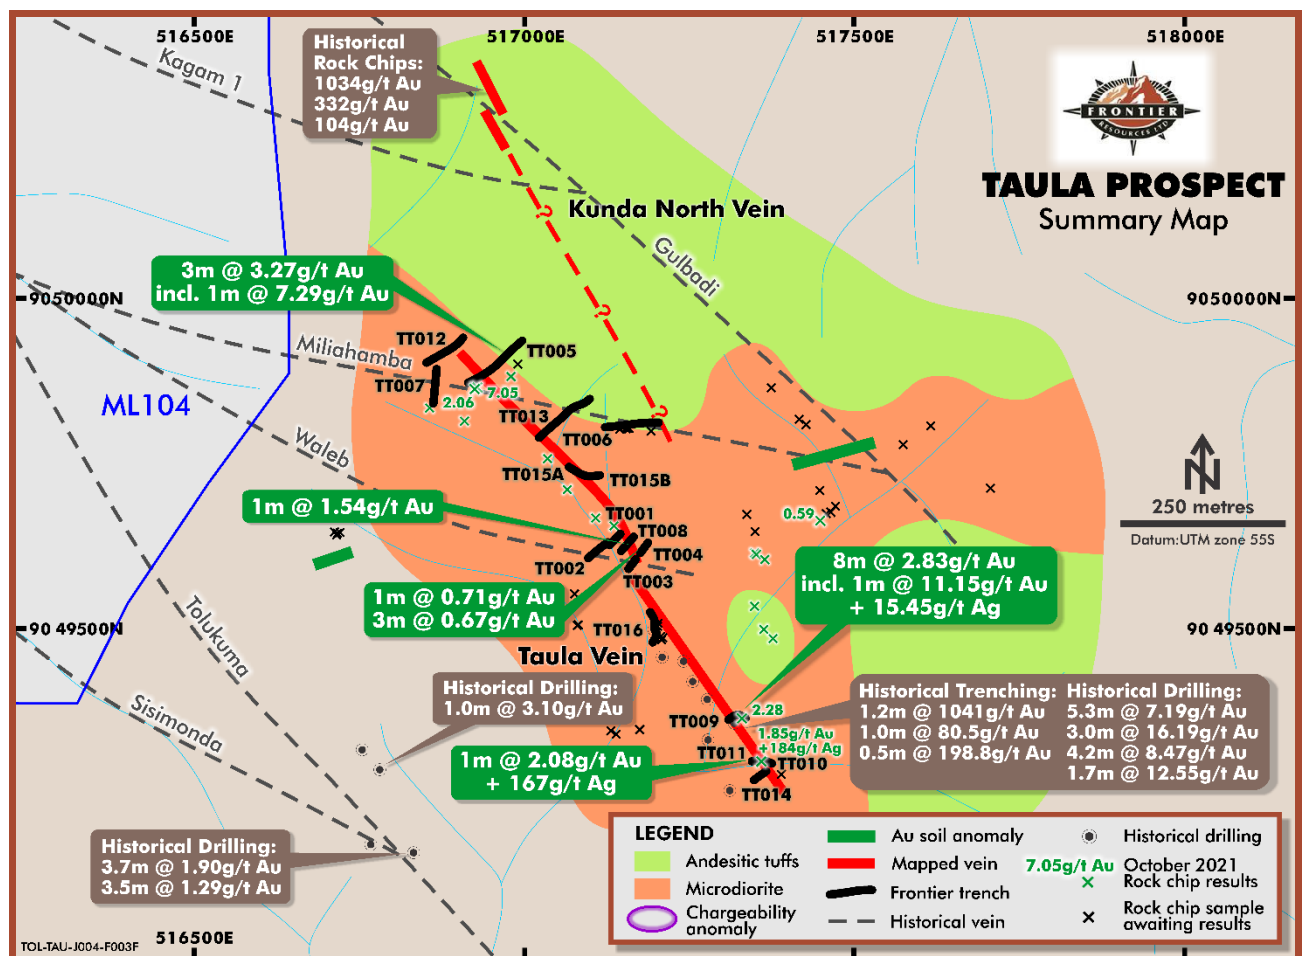 516500E
517000E
517500E
518000E
Kagam 1
Historical
Rock Chips:
1034g/t Au
332g/t Au
104g/t Au
FRONTIER
RESOURCES LTD
TAULA PROSPECT
Summary Map
?
Kunda North Vein
Gulbadi
3m @ 3.27g/t Au
incl. 1m @ 7.29g/t Au
9050000N
9050000N
?
TT012
TT005
Miliahamba
TT007
7.05
2.06
ML104
TT013
?
TT006
Waleb
TT015A
TT015B
1m @ 1.54g/t Au
TT001
0.59
TT008
TT004
TT002
TT003
250 metres
Datum:UTM zone 55S
N
8m @ 2.83g/t Au
incl. 1m @ 11.15g/t Au
+ 15.45g/t Ag
1m @ 0.71g/t Au
3m @ 0.67g/t Au
90 49500N
90 49500N
Tolukuma
TT016
Taula Vein
Sisimonda
Historical Drilling:
1.0m @ 3.10g/t Au
TT009
2.28
1.85g/t Au
+184g/t Ag
Historical Trenching:
1.2m @ 1041g/t Au
1.0m @ 80.5g/t Au
0.5m @ 198.8g/t Au
Historical Drilling:
5.3m @ 7.19g/t Au
3.0m @ 16.19g/t Au
4.2m @ 8.47g/t Au
1.7m @ 12.55g/t Au
TT011
TT010
1m @ 2.08g/t Au
+ 167g/t Ag
TT014
Historical Drilling:
3.7m @ 1.90g/t Au
3.5m @ 1.29g/t Au
LEGEND
Andesitic tuffs
Microdiorite
Chargeability
anomaly
Au soil anomaly
Mapped vein
Frontier trench
Historical vein
Historical drilling
7.05g/t Au
October 2021
Rock chip results
Rock chip sample
awaiting results
TOL-TAU-J004-F003F
516500E